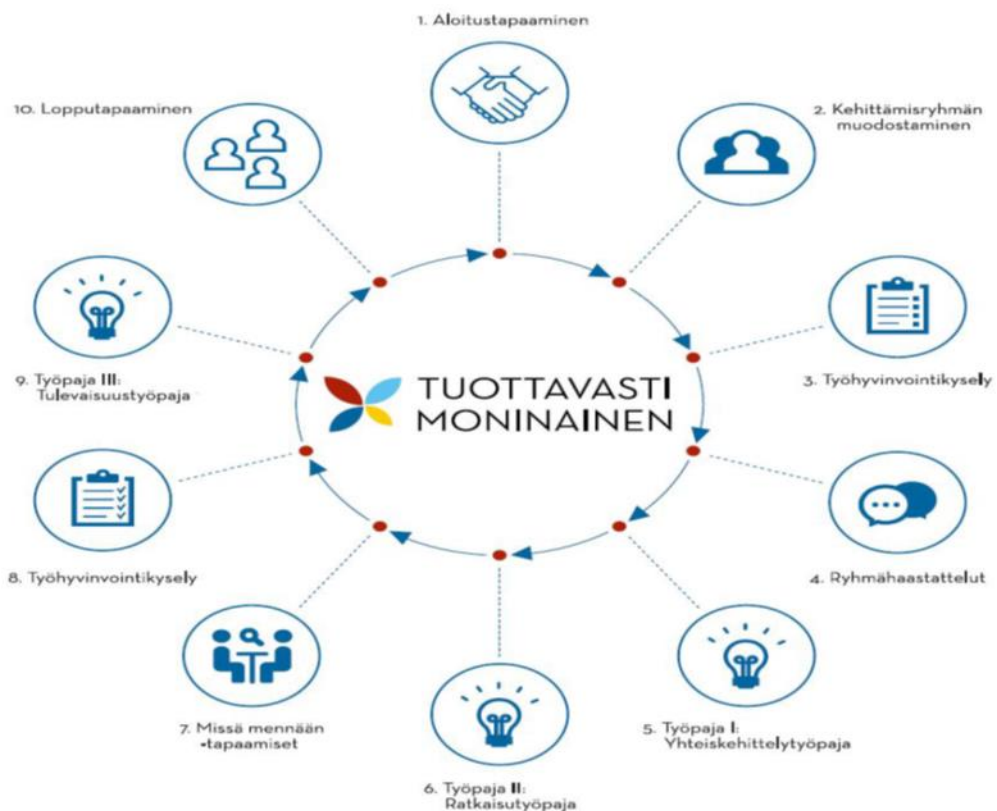 1. Aloitustapaaminen
2. Kehittämisryhmän
muodostaminen
3. Työhyvinvointikysely
4. Ryhmähaastattelut
5. Työpaja I:
Yhteiskehittelytyöpaja
6. Työpaja II:
Ratkaisutyöpaja
7. Missä mennään
-tapaamiset
8. Työhyvinvointikysely
9. Työpaja III:
Tulevaisuustyöpaja
10. Lopputapaaminen
TUOTTAVASTI
MONINAINEN